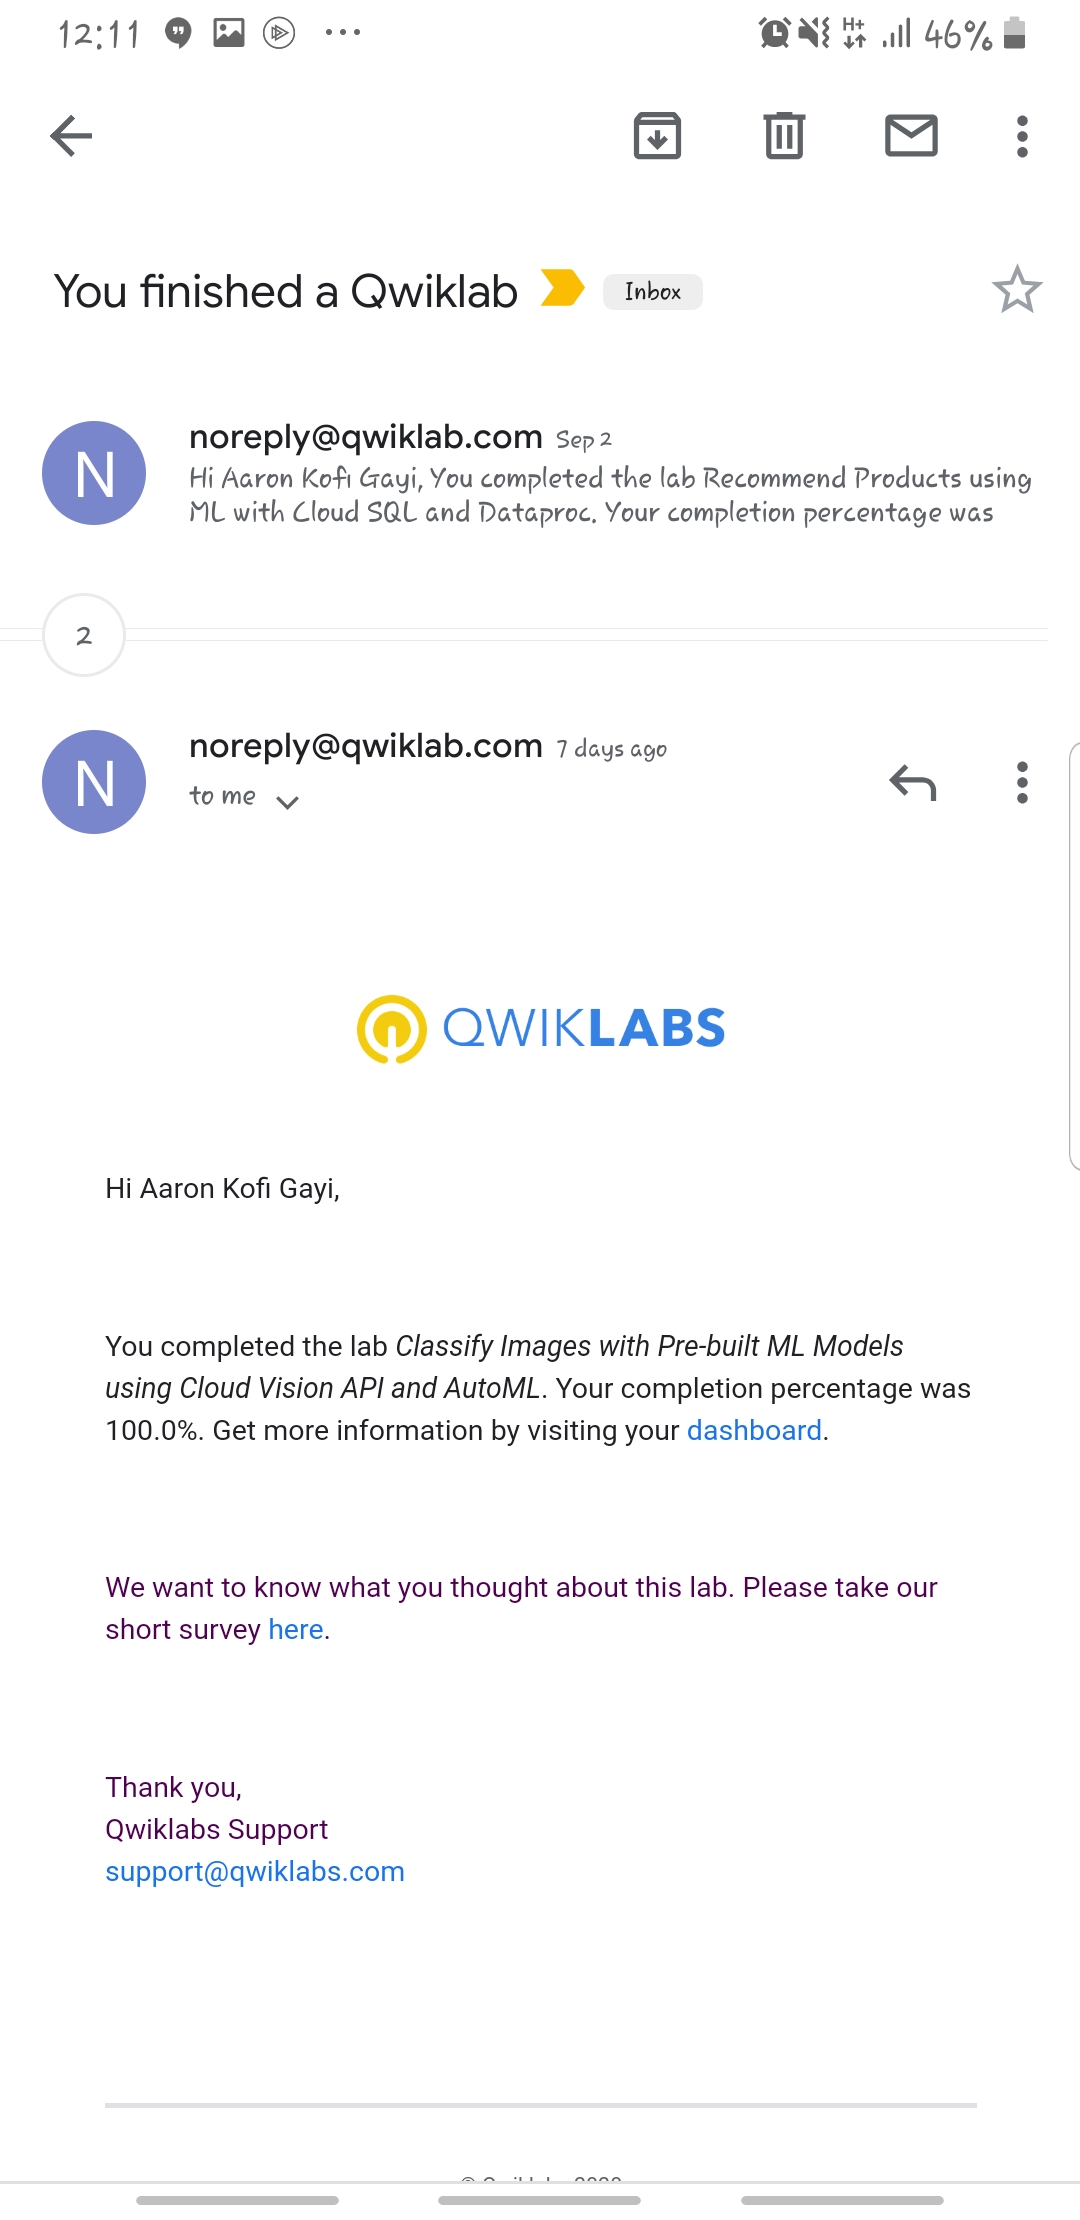 12:11
H+
46%
You finished a Qwiklab Inbox
N
noreply@qwiklab.com Sep 2
Hi Aaron Kofi Gayi, You completed the lab Recommend Products using
ML with Cloud SQL and Dataproc. Your completion percentage was
2
N
noreply@qwiklab.com 7 days ago
to me
QWIKLABS
Hi Aaron Kofi Gayi,
You completed the lab Classify Images with Pre-built ML Models
using Cloud Vision API and AutoML. Your completion percentage was
100.0%. Get more information by visiting your dashboard.
We want to know what you thought about this lab. Please take our
short survey here.
Thank you,
Qwiklabs Support
support@qwiklabs.com